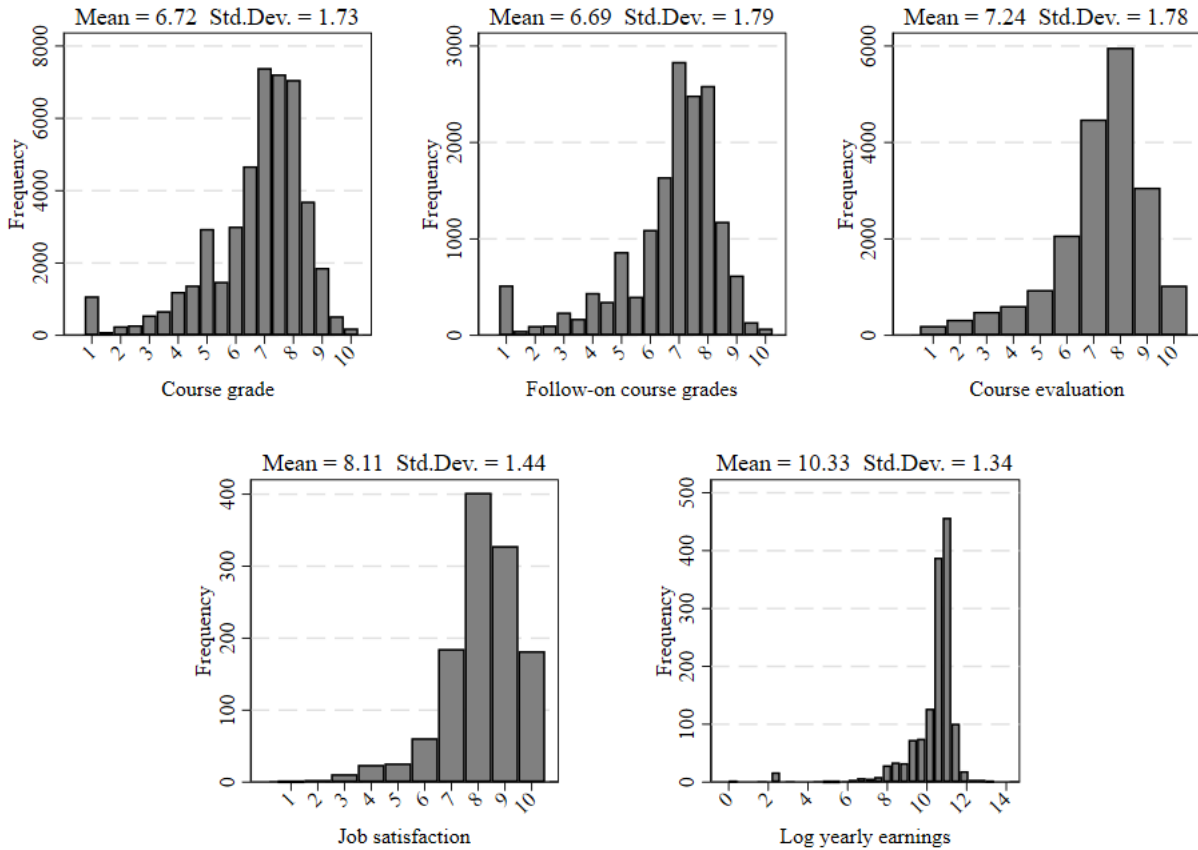 Mean = 6.72  Std.Dev. = 1.73
8000
6000
4000
2000
0
Frequency
1 2 3 4 5 6 7 8 9 10
Course grade
Mean = 6.69  Std.Dev. = 1.79
3000
2000
1000
0
Frequency
1 2 3 4 5 6 7 8 9 10
Follow-on course grades
Mean = 7.24  Std.Dev. = 1.78
6000
4000
2000
0
Frequency
1 2 3 4 5 6 7 8 9 10
Course evaluation
Mean = 8.11  Std.Dev. = 1.44
400
300
200
100
0
Frequency
1 2 3 4 5 6 7 8 9 10
Job satisfaction
Mean = 10.33  Std.Dev. = 1.34
500
400
300
200
100
0
Frequency
0 2 4 6 8 10 12 14
Log yearly earnings